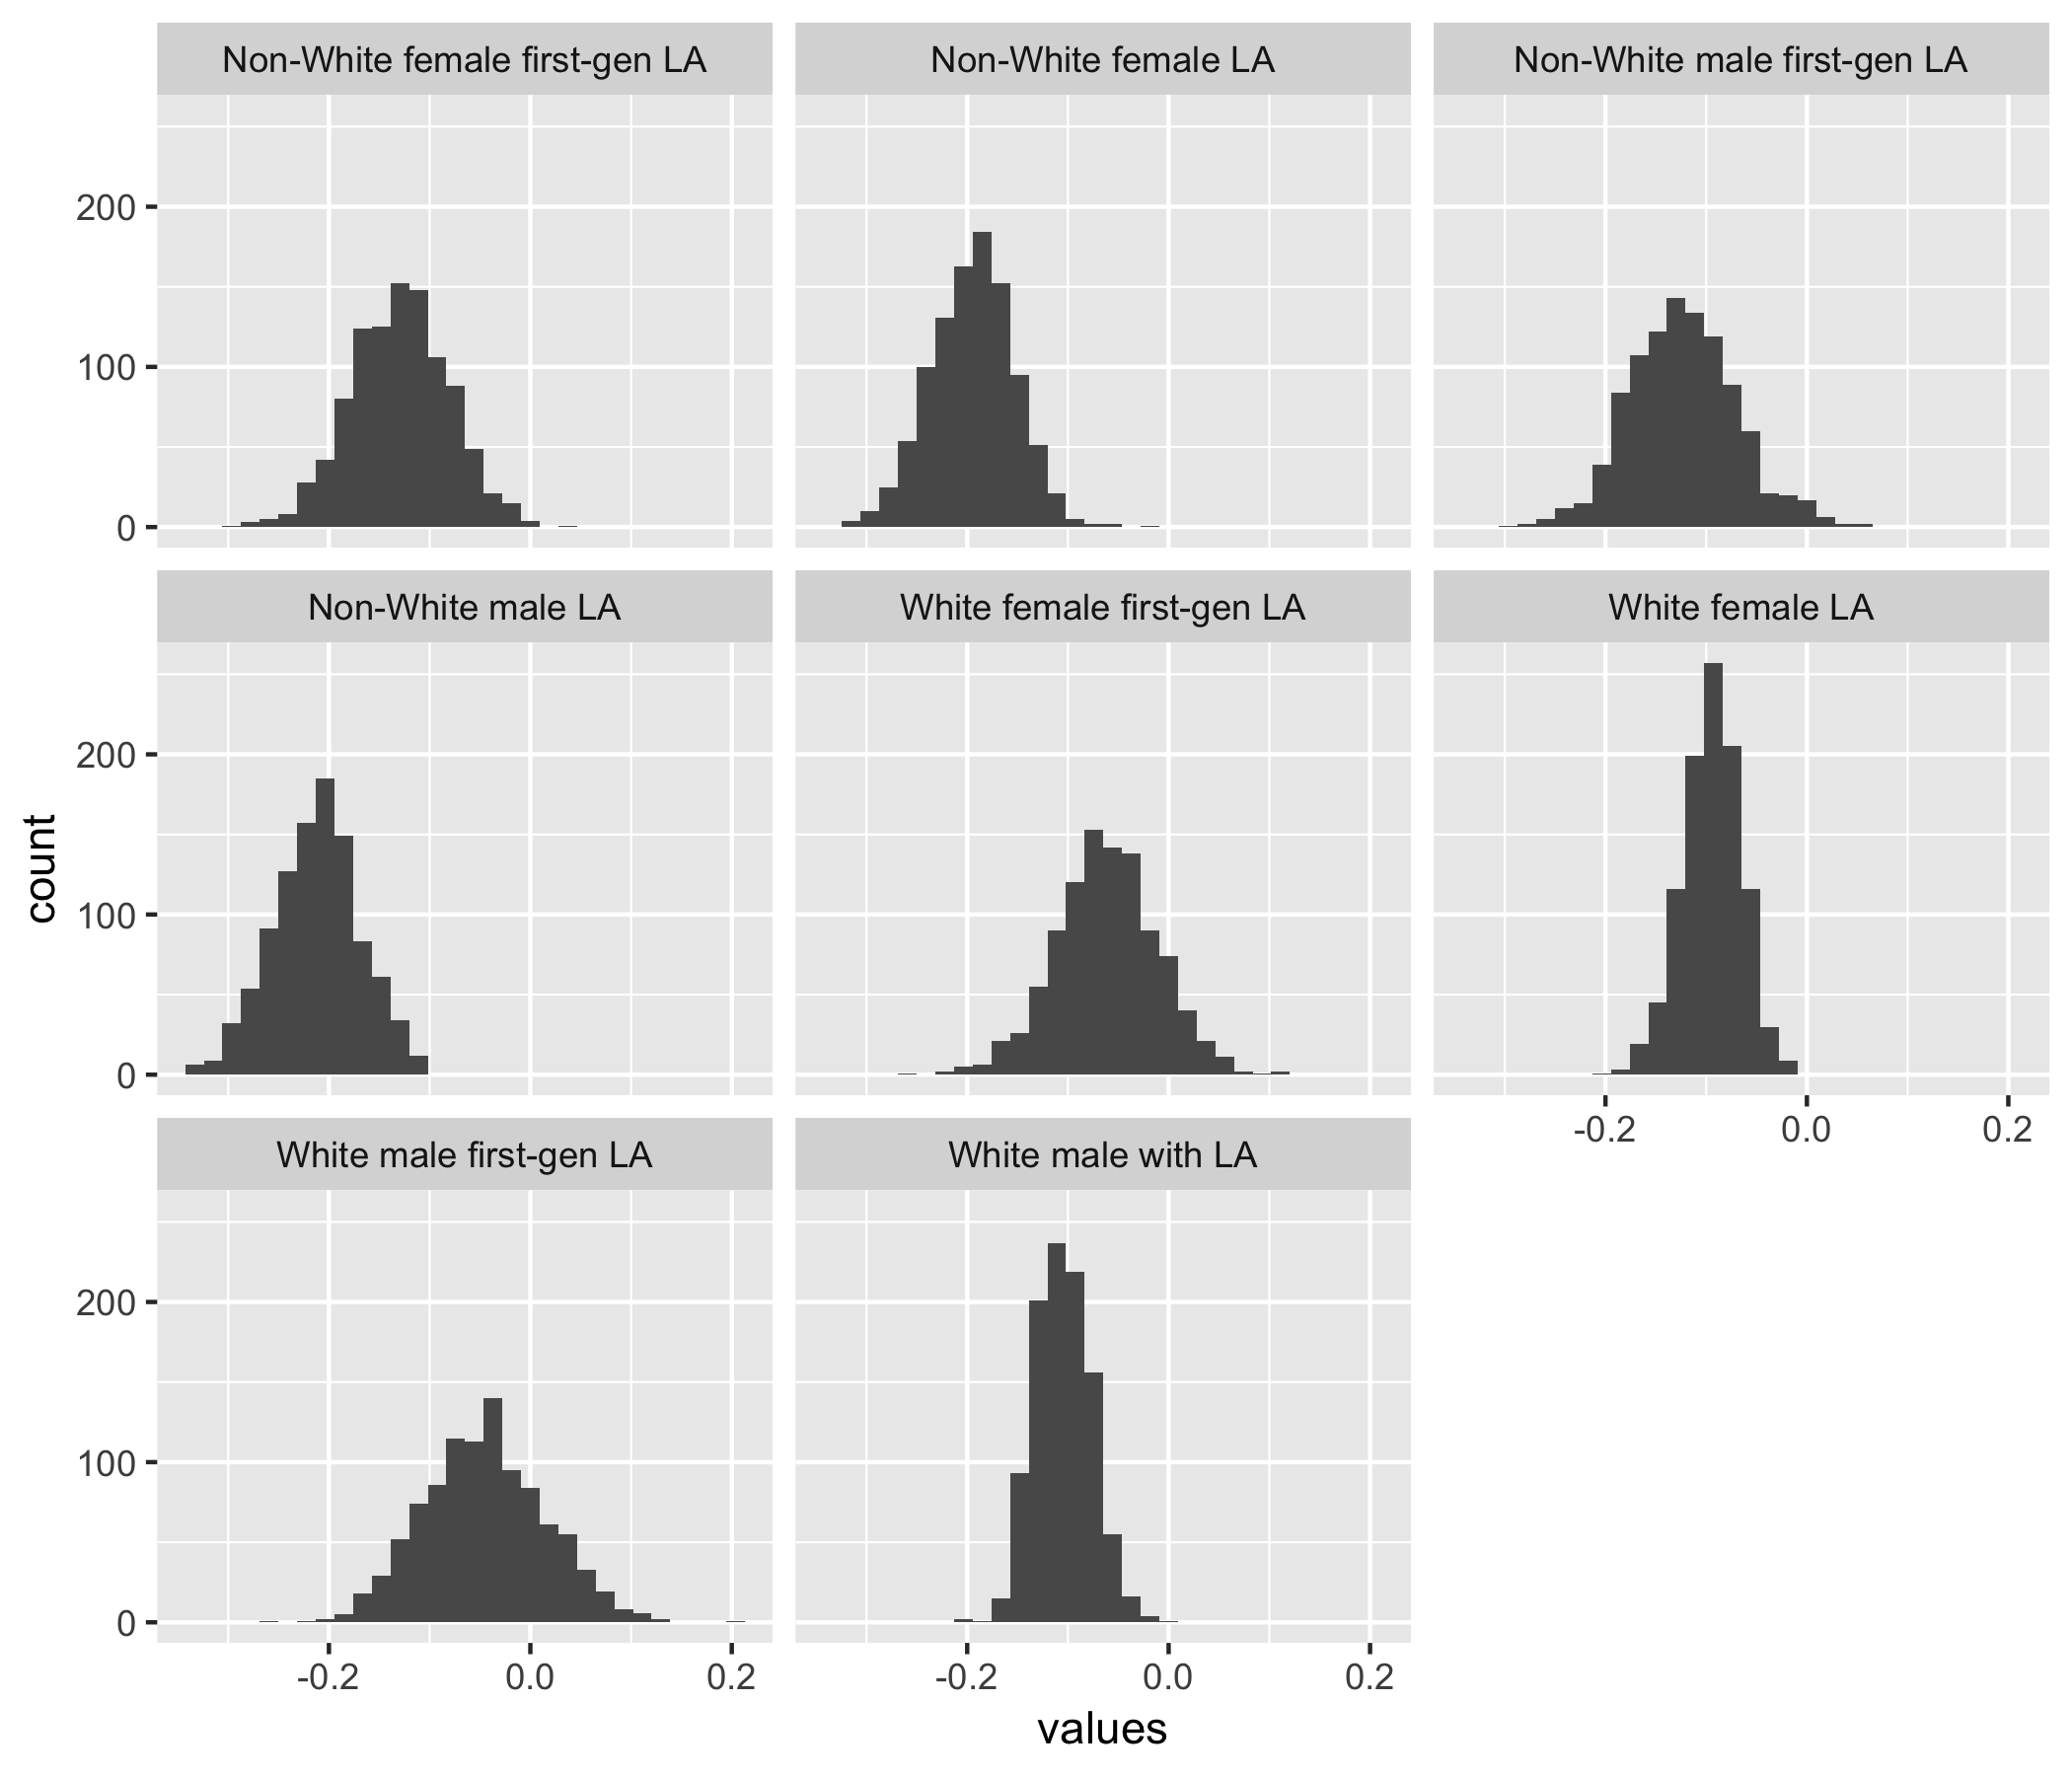 Non-White female first-gen LA
Non-White female LA
Non-White male first-gen LA
200
100
0
Non-White male LA
White female first-gen LA
White female LA
200
100
0
-0.2 0.0 0.2
White male first-gen LA
White male with LA
200
100
0
-0.2 0.0 0.2
-0.2 0.0 0.2
values
count